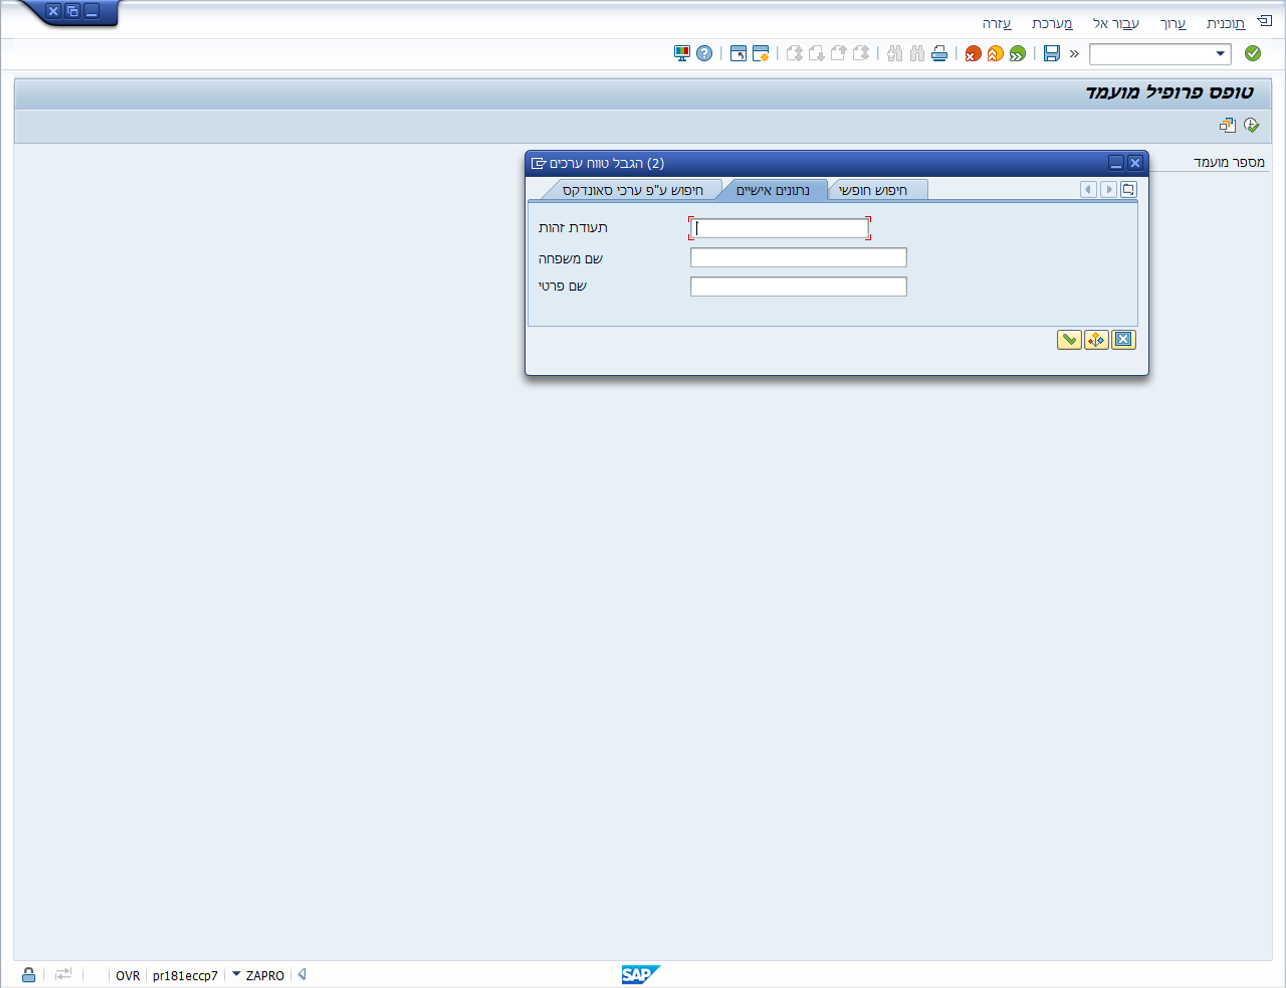 תוכנית ערוך עבור אל מערכת עזרה
טופס פרופיל מועמד
מספר מועמד
הגבל טווח ערכים (2)
חיפוש ע"פ ערכי סאונדקס נתונים אישיים חיפוש חופשי
תעודת זהות
שם משפחה
שם פרטי
OVR pr181eccp7 ZAPRO SAP